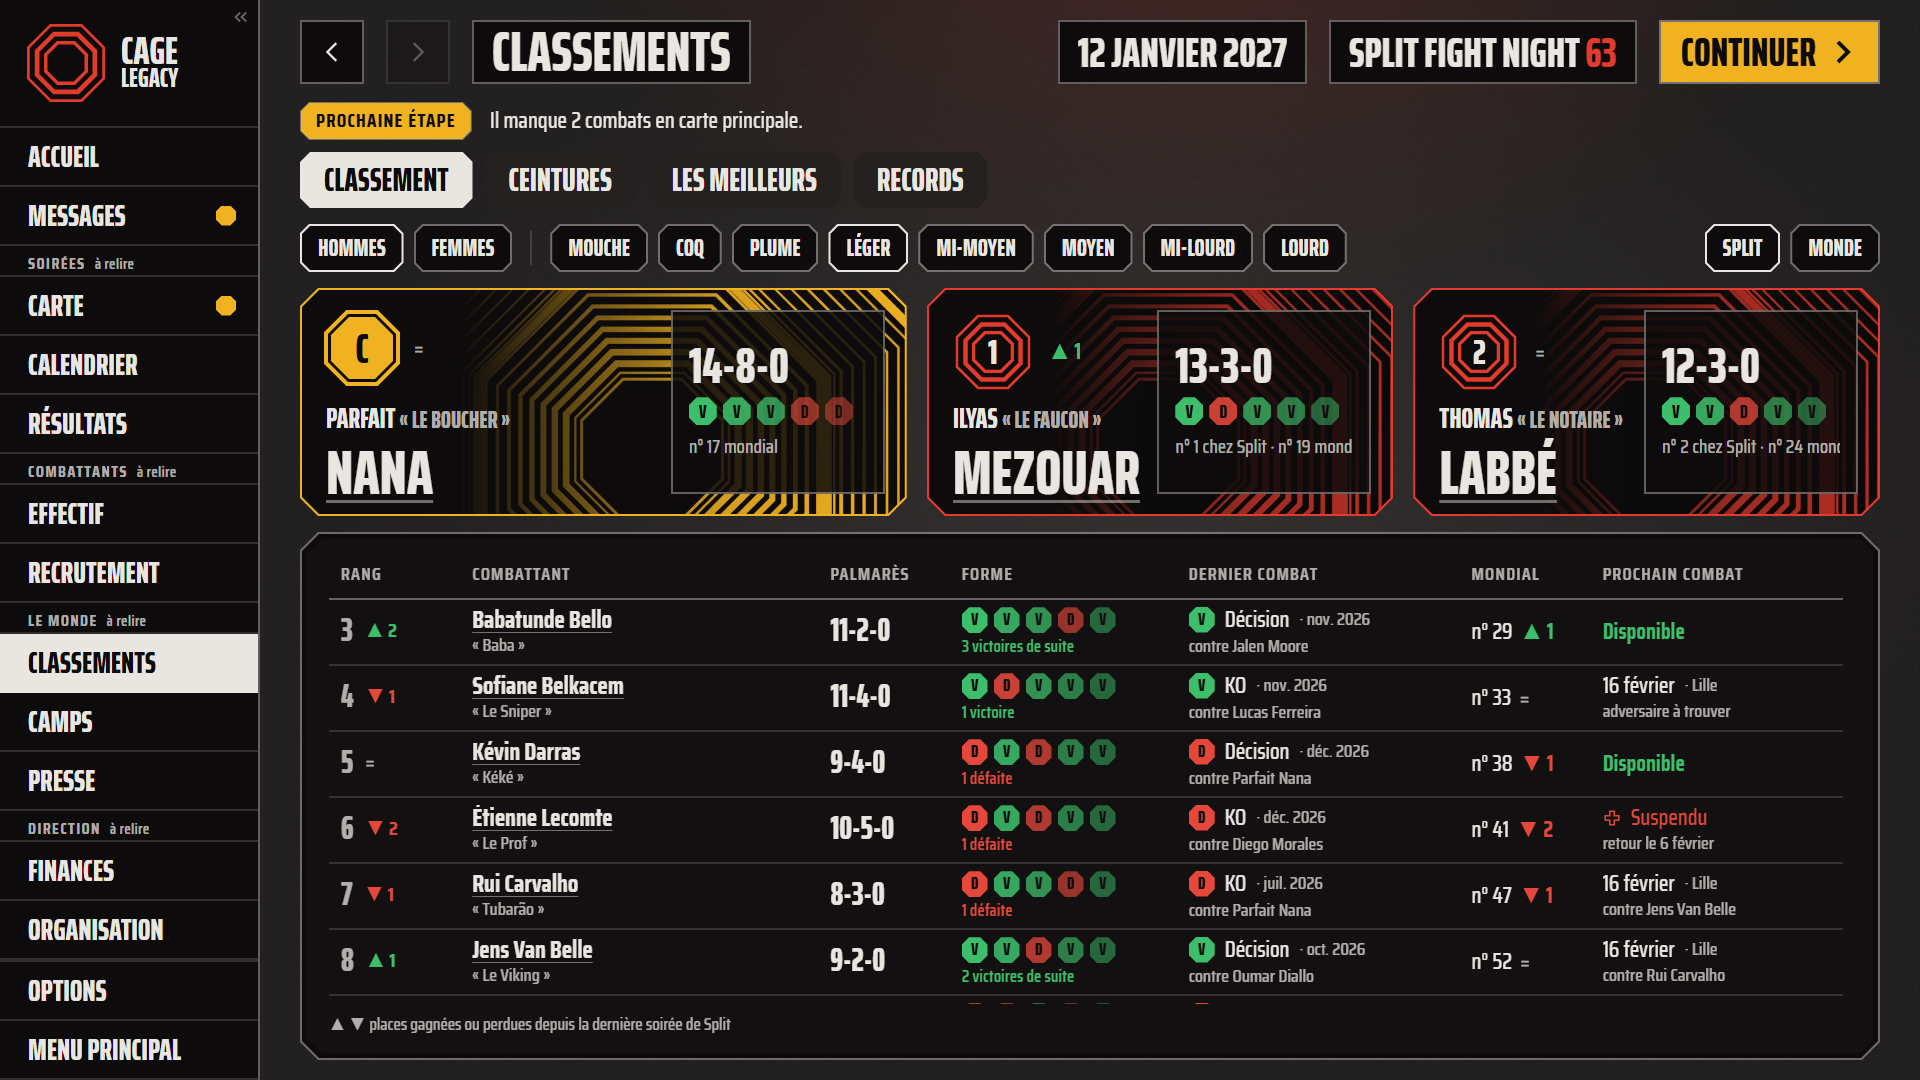 CAGE
LEGACY
ACCUEIL
MESSAGES
SOIRÉES à relire
CARTE
CALENDRIER
RÉSULTATS
COMBATTANTS à relire
EFFECTIF
RECRUTEMENT
LE MONDE à relire
CLASSEMENTS
CAMPS
PRESSE
DIRECTION à relire
FINANCES
ORGANISATION
OPTIONS
MENU PRINCIPAL
CLASSEMENTS
12 JANVIER 2027
SPLIT FIGHT NIGHT 63
CONTINUER
PROCHAINE ÉTAPE Il manque 2 combats en carte principale.
CLASSEMENT CEINTURES LES MEILLEURS RECORDS
HOMMES FEMMES MOUCHE COQ PLUME LÉGER MI-MOYEN MOYEN MI-LOURD LOURD SPLIT MONDE
C =
PARFAIT « LE BOUCHER »
NANA
14-8-0
V V V D D
n° 17 mondial
1 ▲ 1
ILYAS « LE FAUCON »
MEZOUAR
13-3-0
V D V V V
n° 1 chez Split · n° 19 mond
2 =
THOMAS « LE NOTAIRE »
LABBÉ
12-3-0
V V D V V
n° 2 chez Split · n° 24 mon
RANG COMBATTANT PALMARÈS FORME DERNIER COMBAT MONDIAL PROCHAIN COMBAT
3 ▲ 2 Babatunde Bello 11-2-0 V V V D V V Décision · nov. 2026 n° 29 ▲ 1 Disponible
« Baba » 3 victoires de suite contre Jalen Moore
4 ▼ 1 Sofiane Belkacem 11-4-0 V D V V V V KO · nov. 2026 n° 33 = 16 février · Lille
« Le Sniper » 1 victoire contre Lucas Ferreira adversaire à trouver
5 = Kévin Darras 9-4-0 D V D V V D Décision · déc. 2026 n° 38 ▼ 1 Disponible
« Kéké » 1 défaite contre Parfait Nana
6 ▼ 2 Étienne Lecomte 10-5-0 D V D V V D KO · déc. 2026 n° 41 ▼ 2 Suspendu
« Le Prof » 1 défaite contre Diego Morales retour le 6 février
7 ▼ 1 Rui Carvalho 8-3-0 D V V D V D KO · juil. 2026 n° 47 ▼ 1 16 février · Lille
« Tubarão » 1 défaite contre Parfait Nana contre Jens Van Belle
8 ▲ 1 Jens Van Belle 9-2-0 V V D V V V Décision · oct. 2026 n° 52 = 16 février · Lille
« Le Viking » 2 victoires de suite contre Oumar Diallo contre Rui Carvalho
▲ ▼ places gagnées ou perdues depuis la dernière soirée de Split